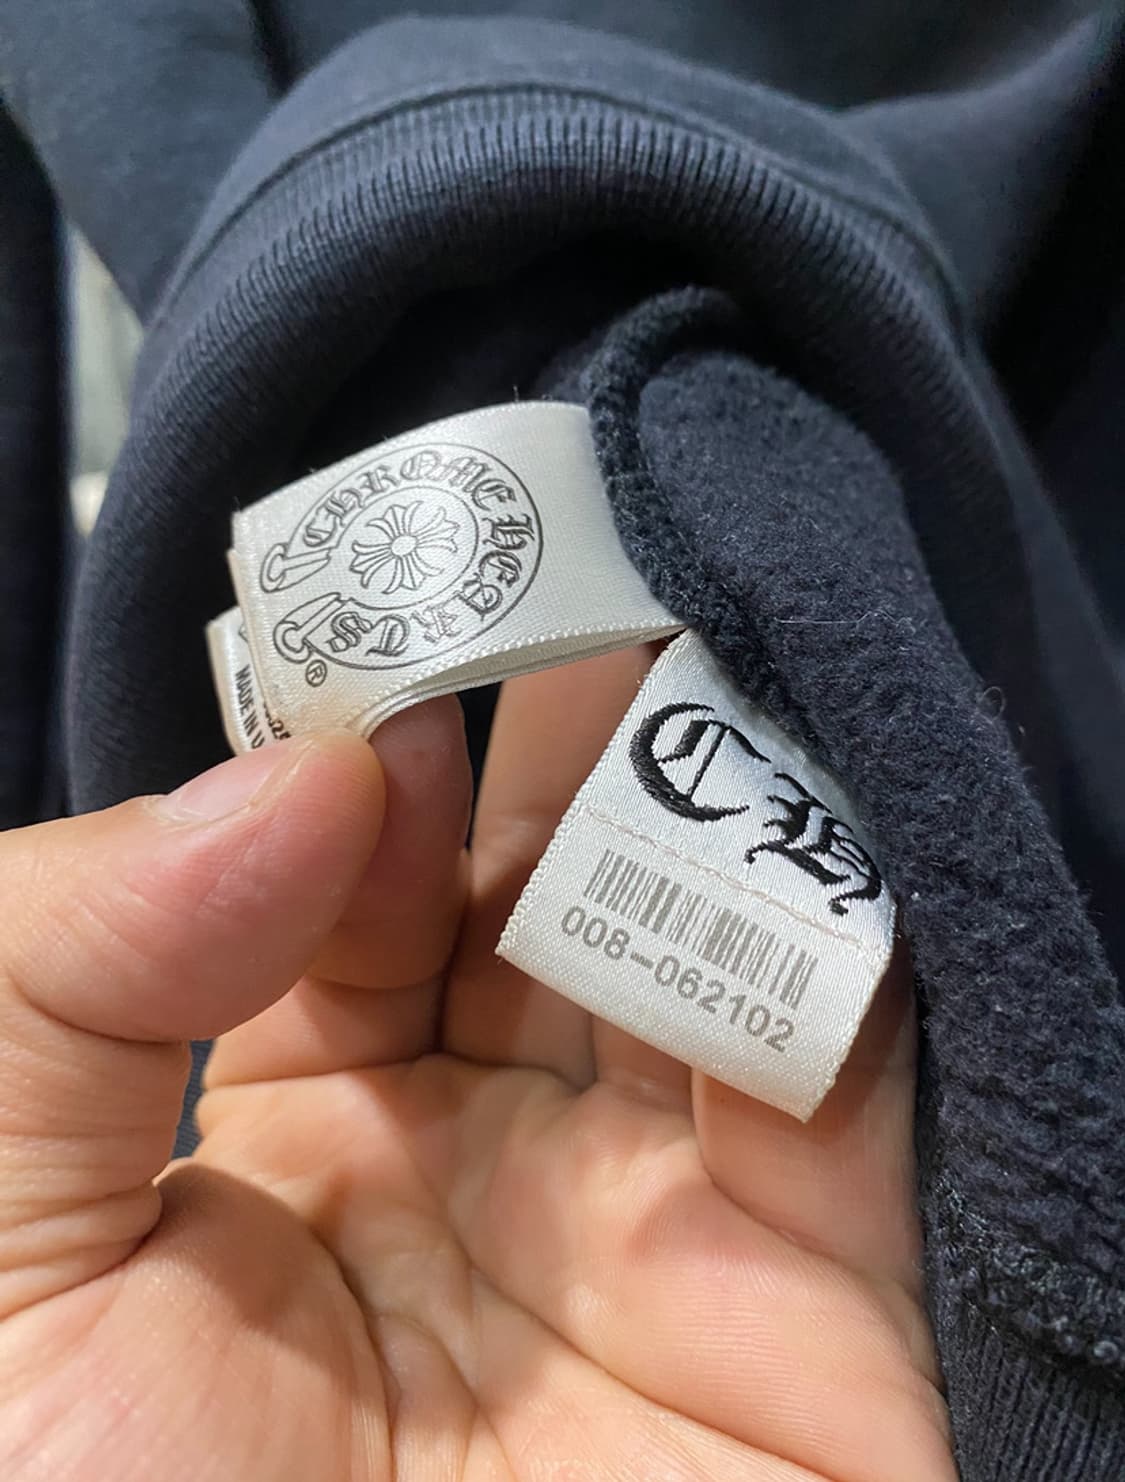 CHROME HEARTS
®
MADE IN U
CH
008-062102